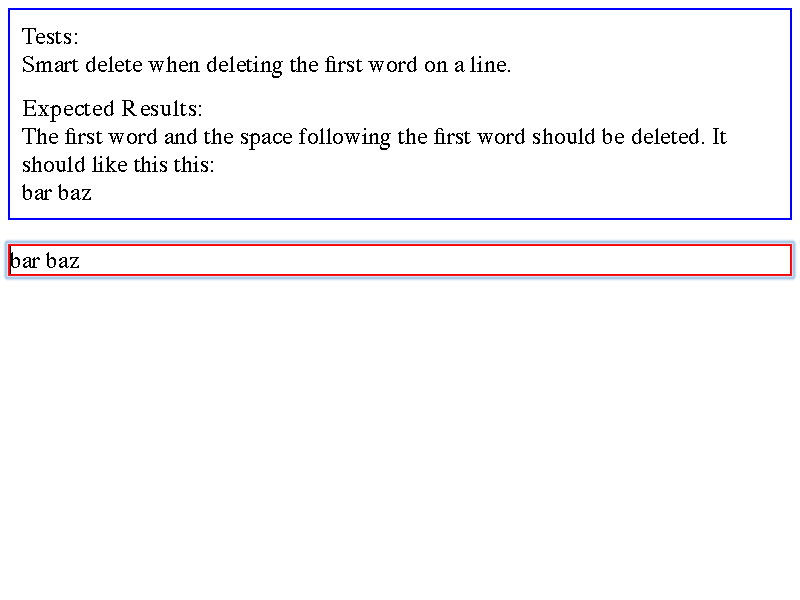 Tests:
Smart delete when deleting the first word on a line.
Expected Results:
The first word and the space following the first word should be deleted. It
should like this this:
bar baz
bar baz